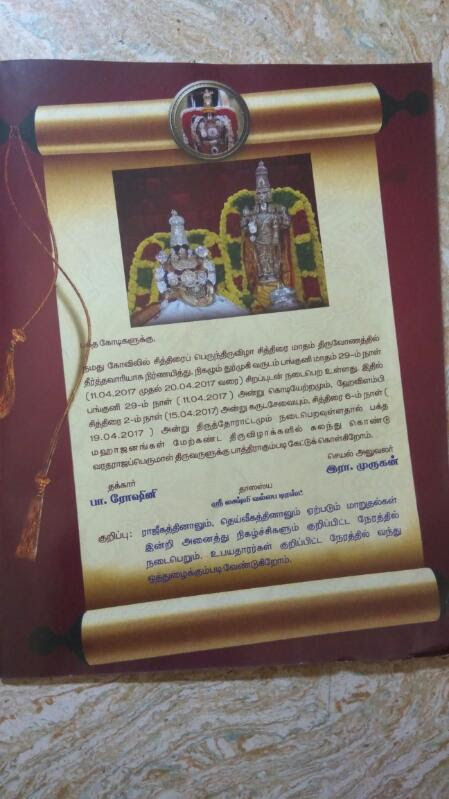 பக்த கோடிகளுக்கு,
நமது கோவிலில் சித்திரைப் பெருந்திருவிழா சித்திரை மாதம் திருவோணத்தில்
தீர்த்தவாரியாக நிர்ணயித்து, நிகழும் துர்முகி வருடம் பங்குனி மாதம் 29-ம் நாள்
(11.04.2017 முதல் 20.04.2017 வரை) சிறப்புடன் நடைபெற உள்ளது. இதில்
பங்குனி 29-ம் நாள் ( 11.04.2017 ) அன்று கொடியேற்றமும், ஹேவிளம்பி
சித்திரை 2-ம் நாள் (15.04.2017) அன்று கருடசேவையும், சித்திரை 6-ம் நாள் (
19.04.2017 ) அன்று திருத்தோராட்டமும் நடைபெறவுள்ளதால் பக்த
மஹாஜனங்கள் மேற்கண்ட திருவிழாக்களில் கலந்து கொண்டு
வரதராஜப்பெருமாள் திருவருளுக்கு பாத்திராகும்படி கேட்டுக்கொள்கிறோம்.
தக்கார்
பா. ரோஷினி
தாஸஸ்ய
ஸ்ரீ லக்ஷ்மி வல்லப டிரஸ்ட்
செயல் அலுவலர்
இரா. முருகன்
குறிப்பு: ராஜீகத்தினாலும், தெய்வீகத்தினாலும் ஏற்படும் மாறுதல்கள்
இன்றி அனைத்து நிகழ்ச்சிகளும் குறிப்பிட்ட நேரத்தில்
நடைபெறும். உபயதாரர்கள் குறிப்பிட்ட நேரத்தில் வந்து
ஒத்துழைக்கும்படி வேண்டுகிறோம்.